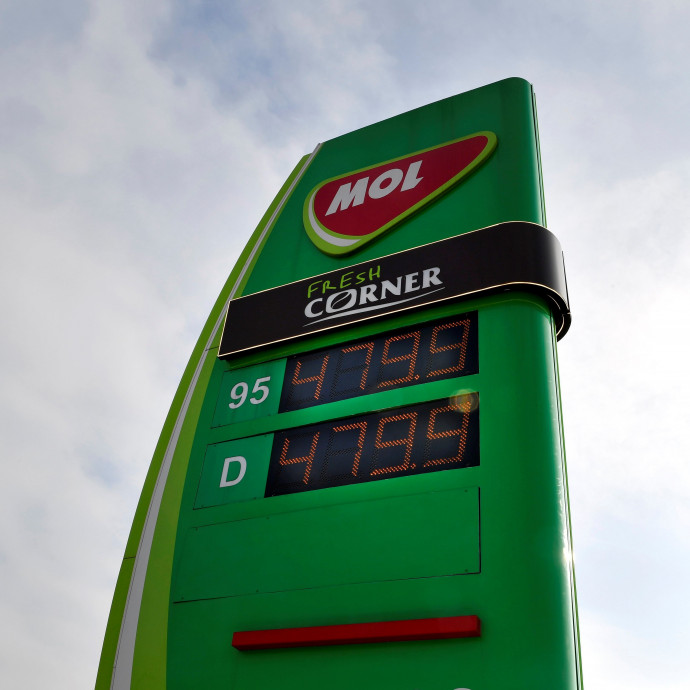 MOL
FRESH
CORNER
95 479.9
D 479.9